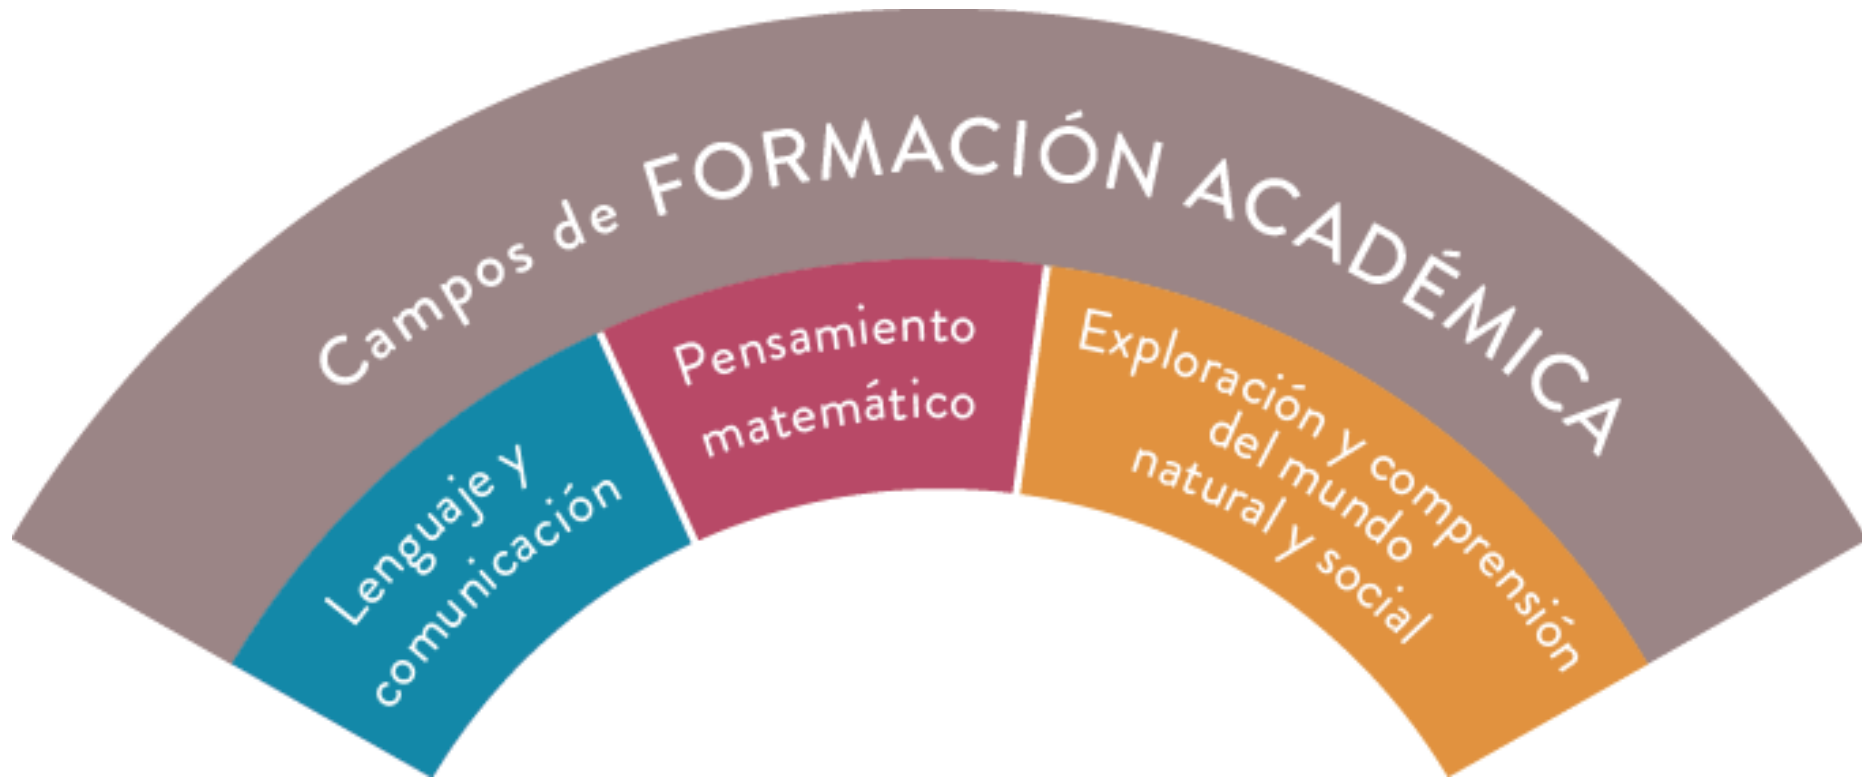 Campos de FORMACIÓN ACADÉMICA
Lenguaje y
comunicación
Pensamiento
matemático
Exploración y comprensión
del mundo
natural y social